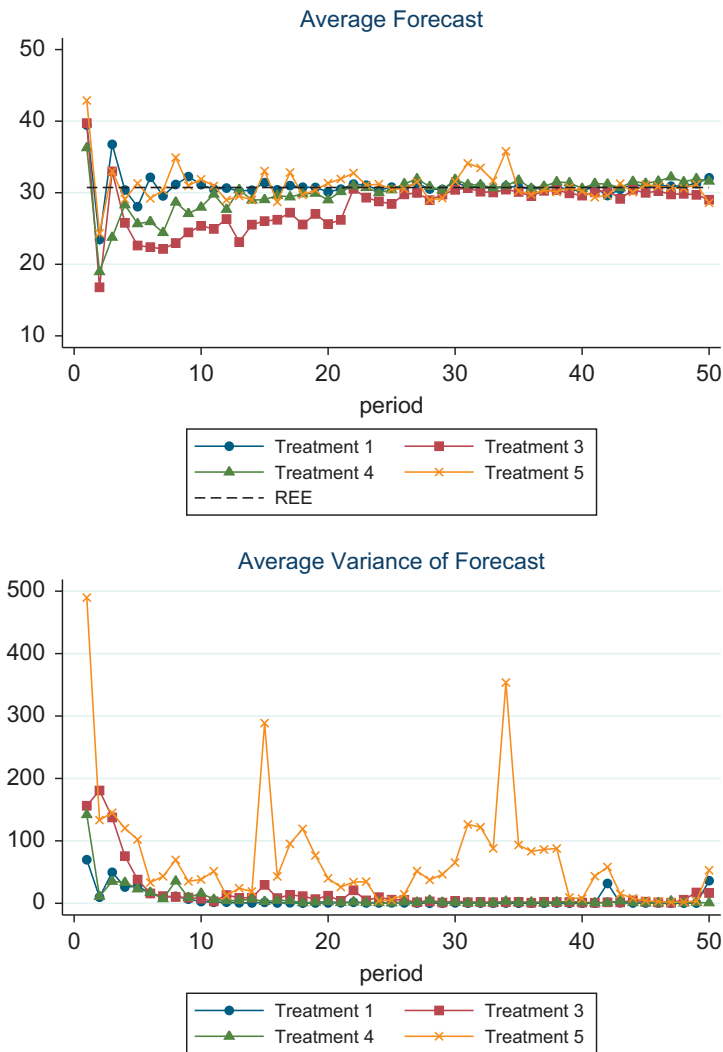 Average Forecast
50
40
30
20
10
0 10 20 30 40 50
period
Treatment 1 Treatment 3
Treatment 4 Treatment 5
REE
Average Variance of Forecast
500
400
300
200
100
0
0 10 20 30 40 50
period
Treatment 1 Treatment 3
Treatment 4 Treatment 5